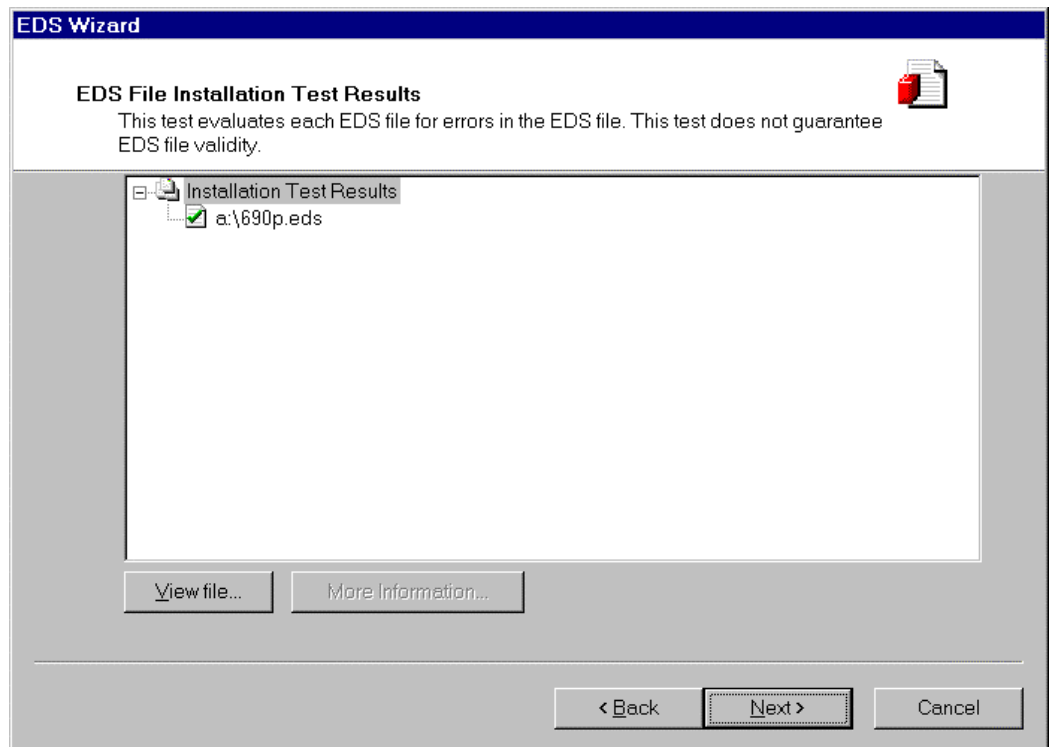 EDS Wizard
EDS File Installation Test Results
This test evaluates each EDS file for errors in the EDS file. This test does not guarantee
EDS file validity.
Installation Test Results
a:\690p.eds
View file...
More Information...
< Back
Next >
Cancel